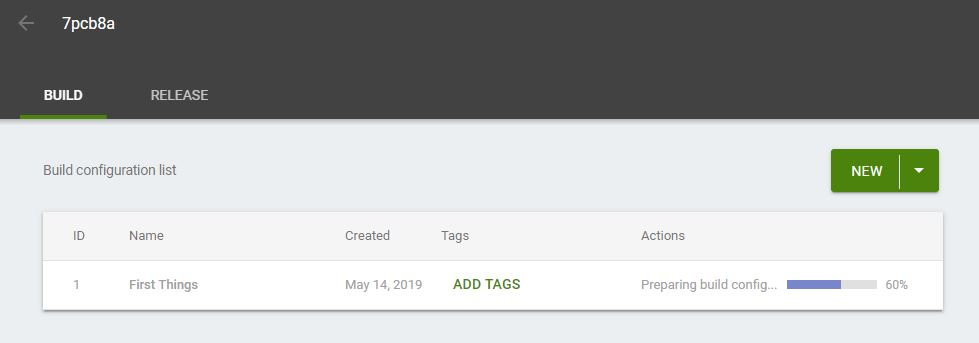 7pcb8a
BUILD RELEASE
Build configuration list
NEW
ID Name Created Tags Actions
1 First Things May 14, 2019 ADD TAGS Preparing build config... 60%